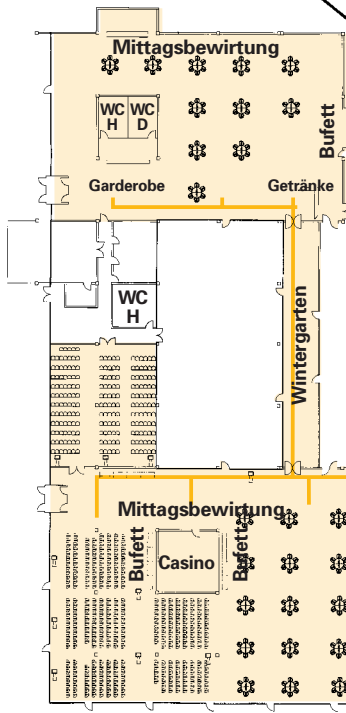 Mittagsbewirtung
WC WC
H D
Bufett
Garderobe
Getränke
WC
H
Wintergarten
Mittagsbewirtung
Bufett
Casino
Bufett